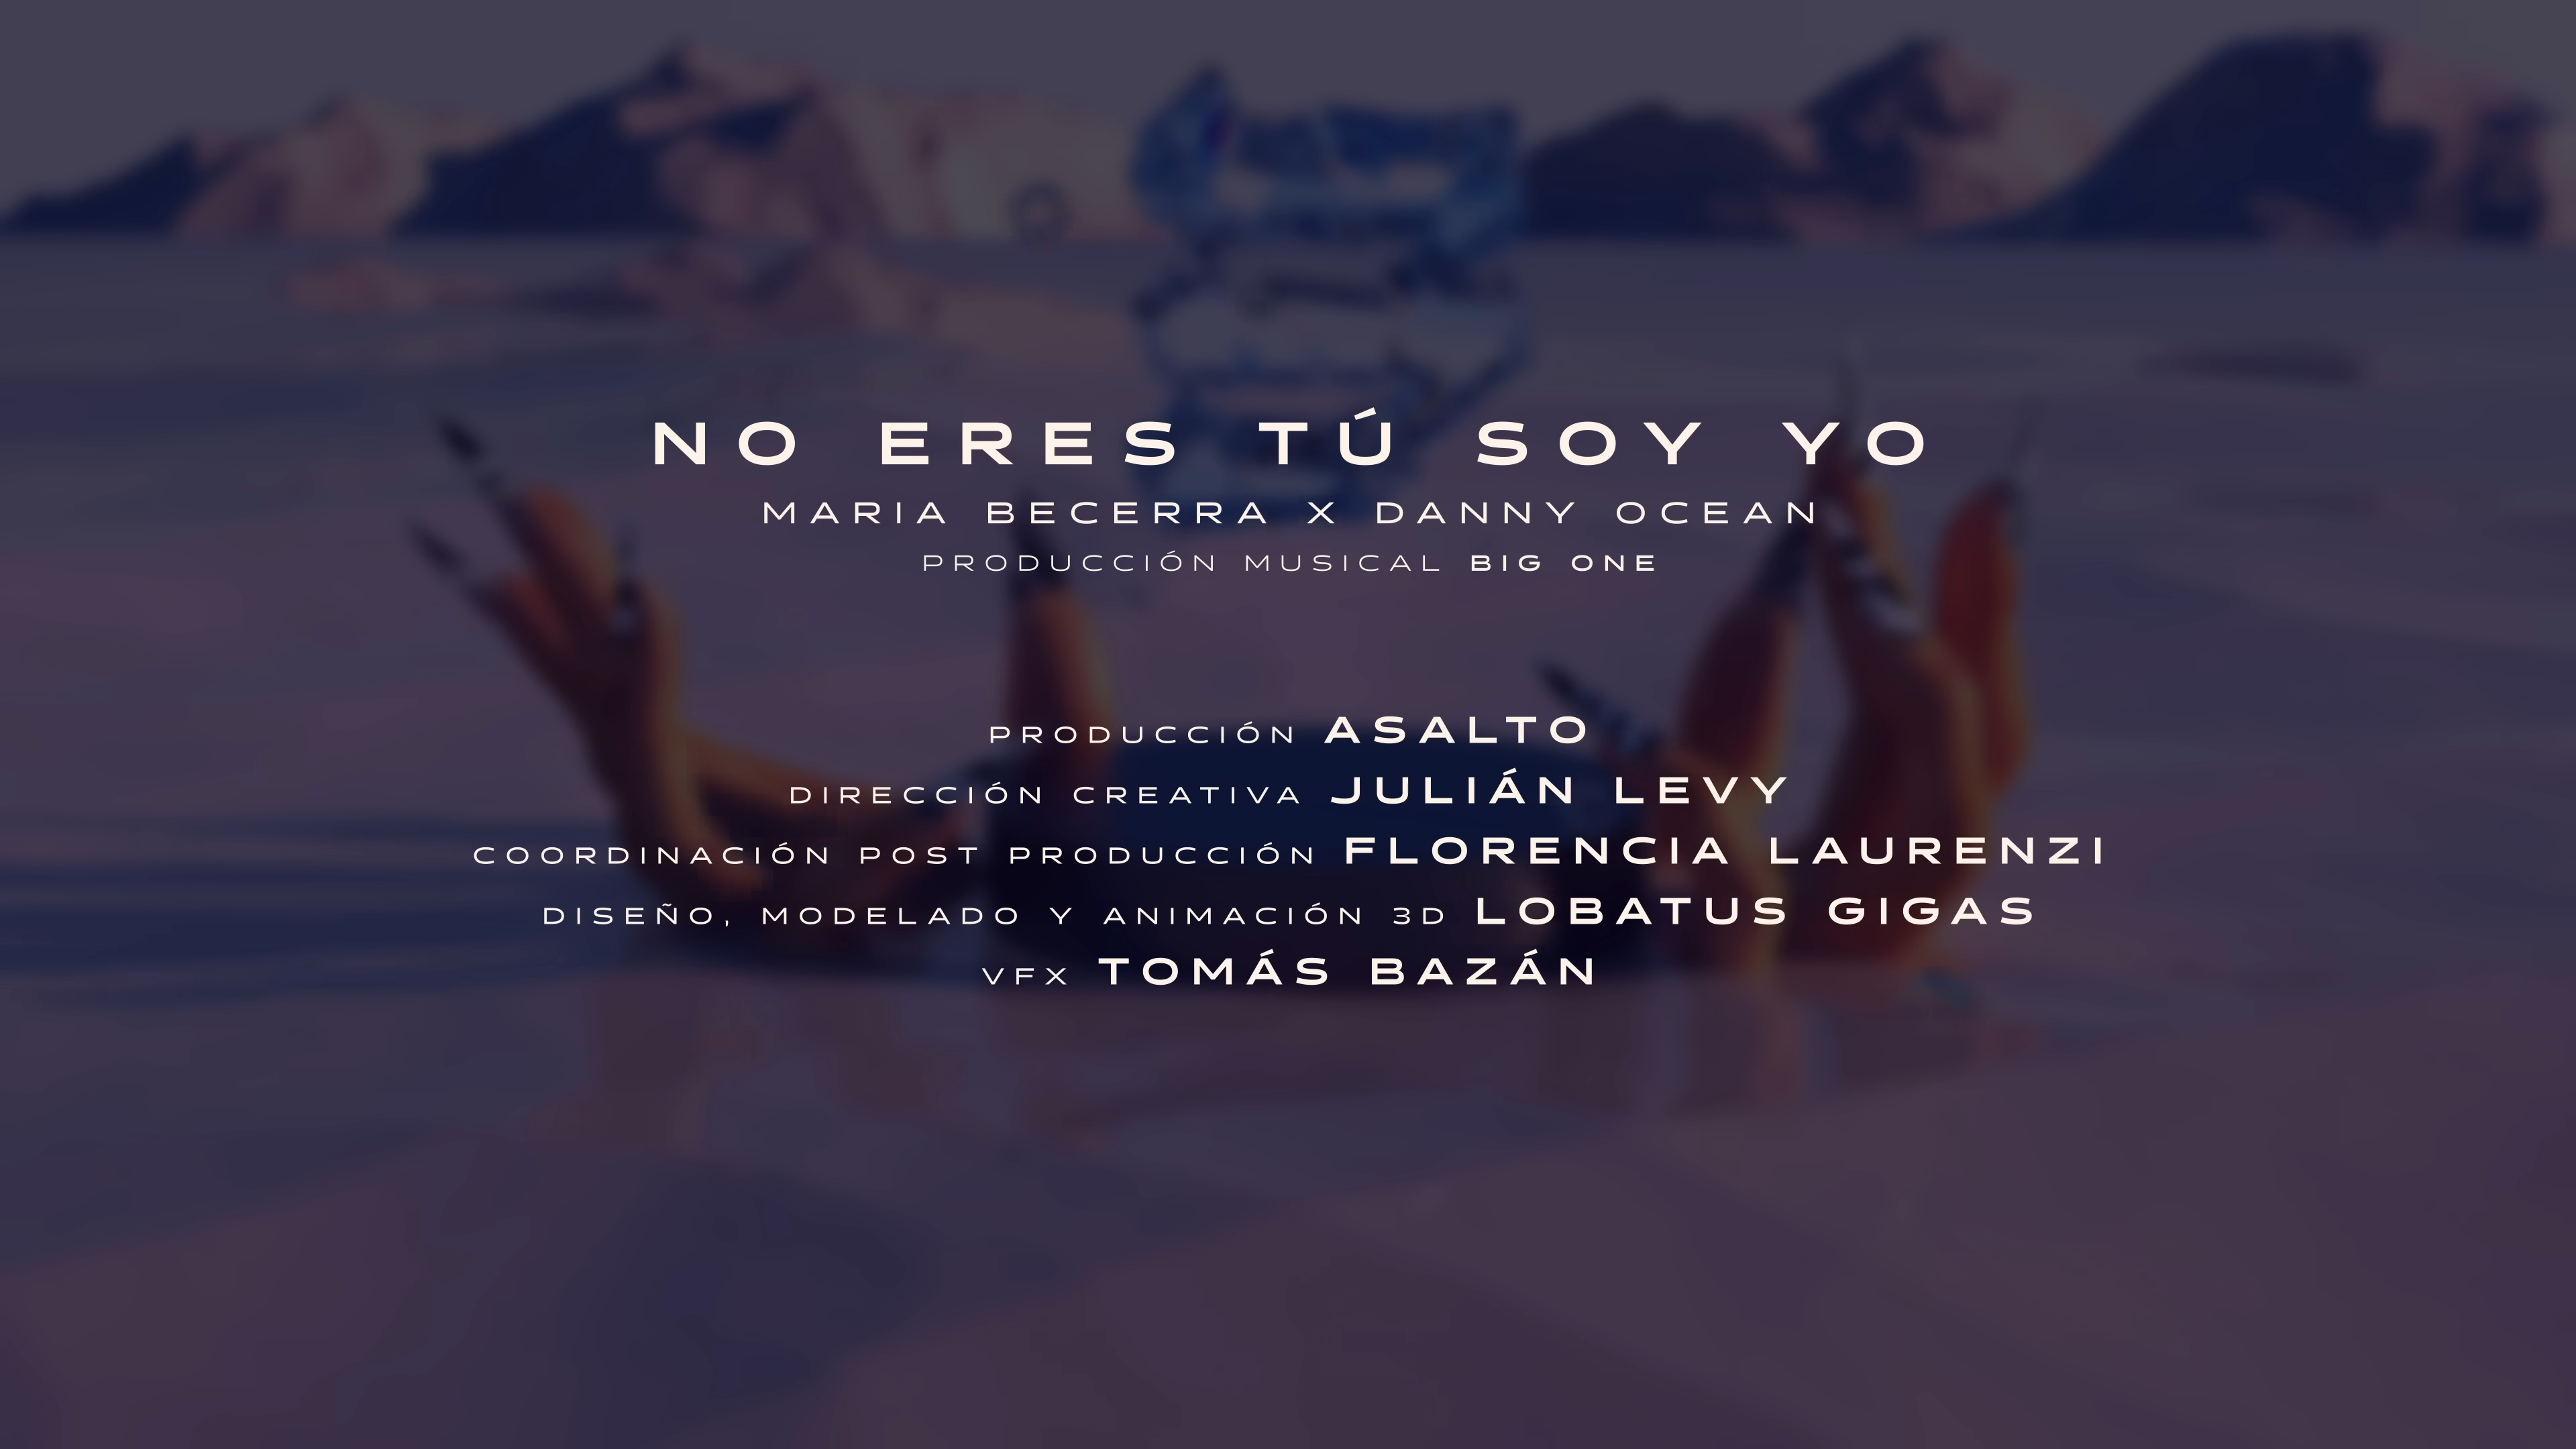 NO ERES TÚ SOY YO
MARIA BECERRA X DANNY OCEAN
PRODUCCIÓN MUSICAL BIG ONE
PRODUCCIÓN ASALTO
DIRECCIÓN CREATIVA JULIÁN LEVY
COORDINACIÓN POST PRODUCCIÓN FLORENCIA LAURENZI
DISEÑO, MODELADO Y ANIMACIÓN 3D LOBATUS GIGAS
VFX TOMÁS BAZÁN